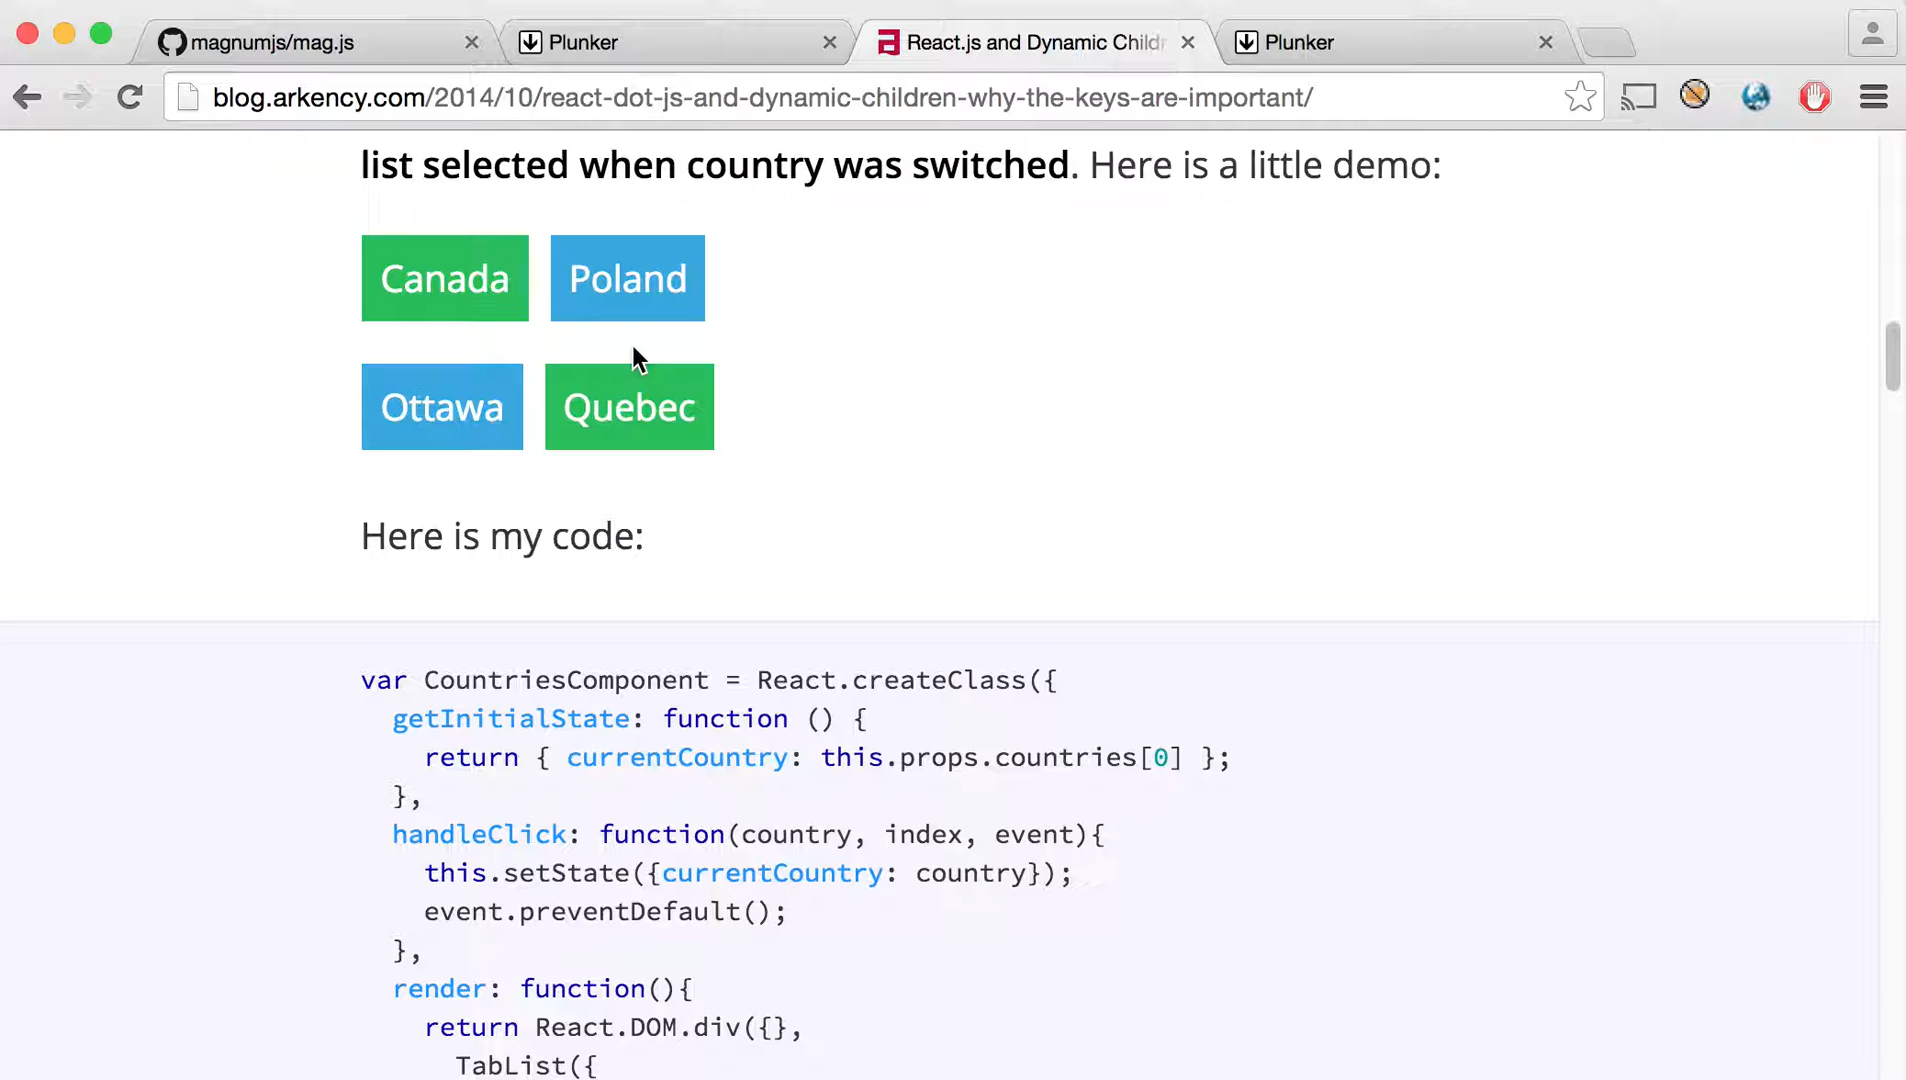 magnumjs/mag.js
Plunker
React.js and Dynamic Childr
Plunker
blog.arkency.com/2014/10/react-dot-js-and-dynamic-children-why-the-keys-are-important/
list selected when country was switched. Here is a little demo:
Canada
Poland
Ottawa
Quebec
Here is my code:
var CountriesComponent = React.createClass({
getInitialState: function () {
return { currentCountry: this.props.countries[0] };
},
handleClick: function(country, index, event){
this.setState({currentCountry: country});
event.preventDefault();
},
render: function(){
return React.DOM.div({},
TabList({